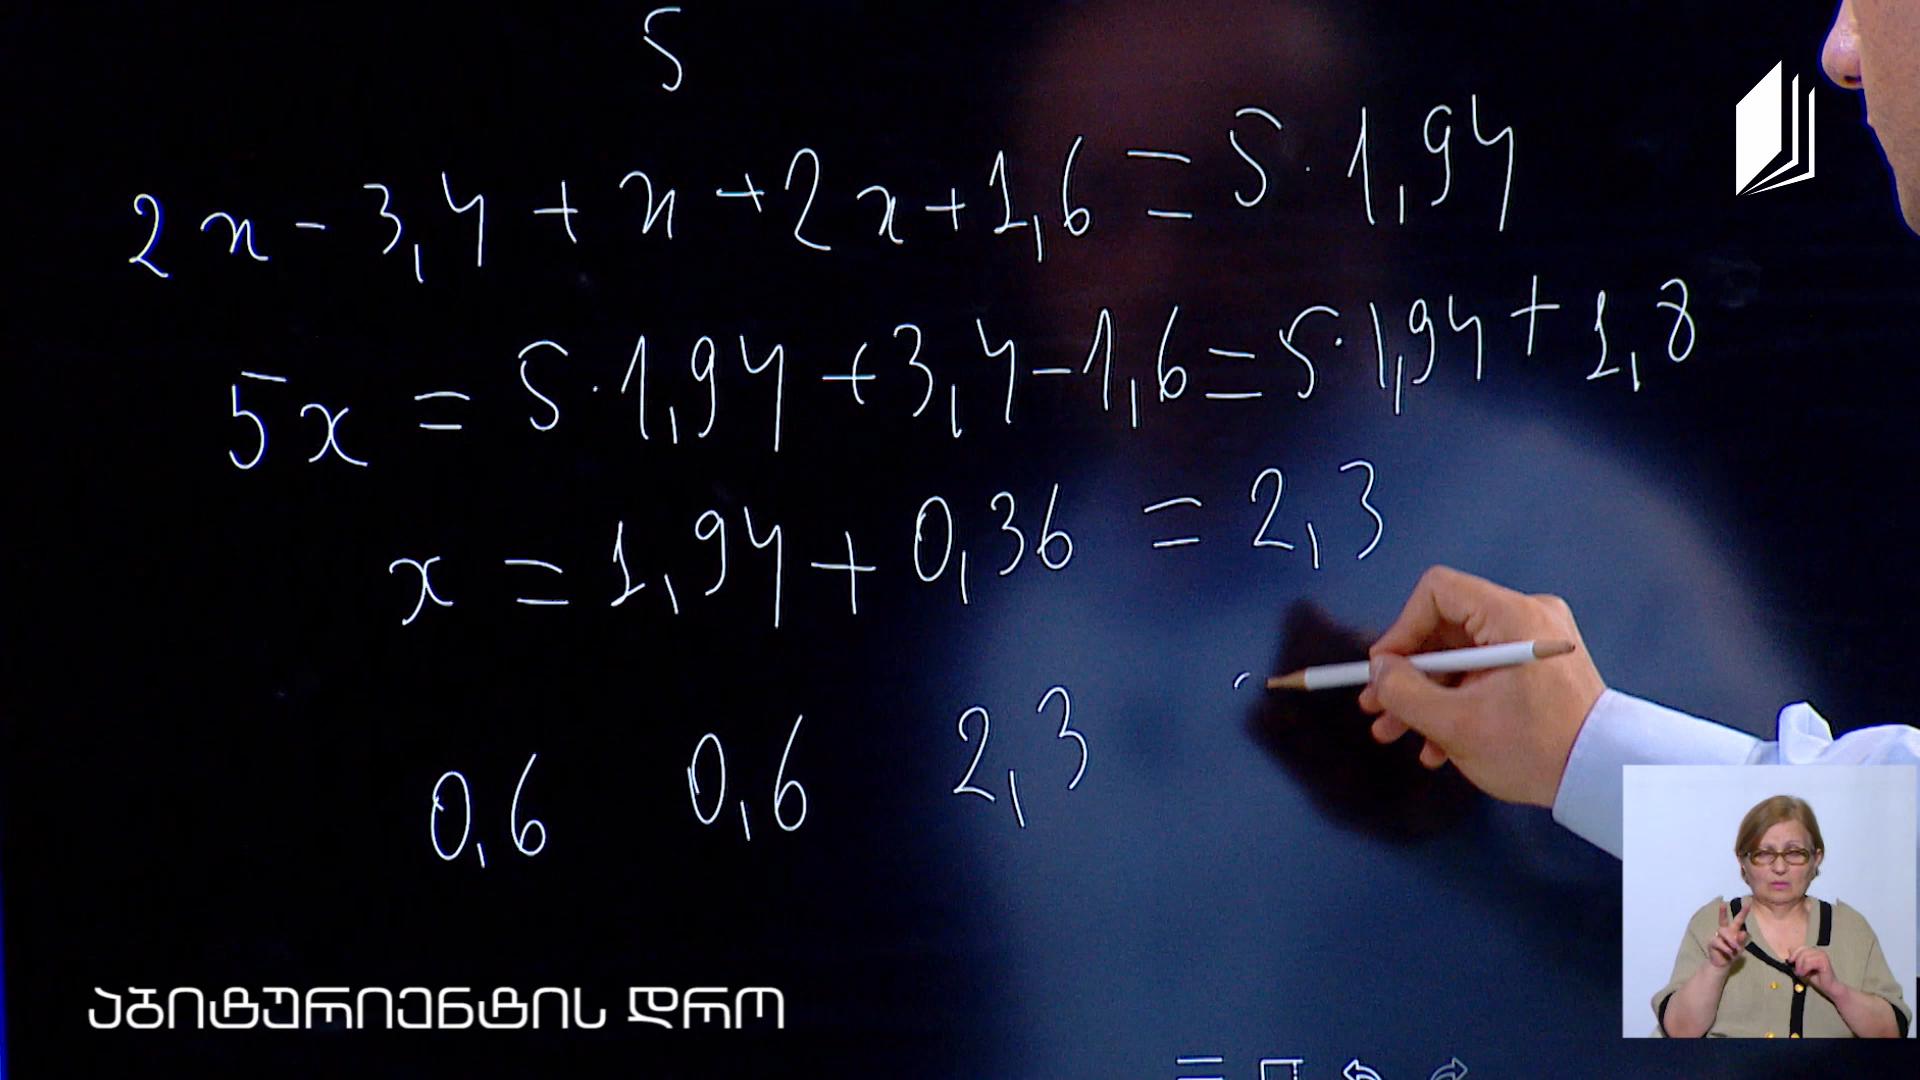 5
2x - 3,4 + x + 2x + 1,6 = 5 · 1,94
5x = 5 · 1,94 + 3,4 - 1,6 = 5 · 1,94 + 1,8
x = 1,94 + 0,36 = 2,3
0,6 0,6 2,3
აბიტურიენტის დრო